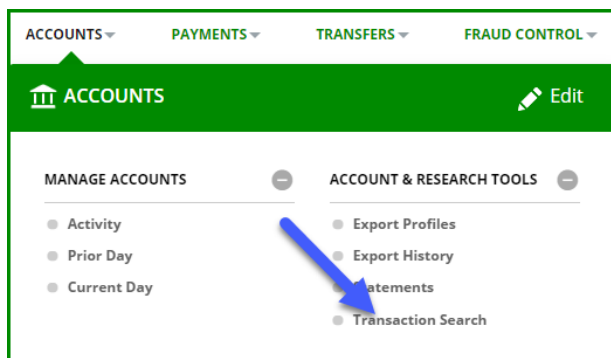 ACCOUNTS PAYMENTS TRANSFERS FRAUD CONTROL
ACCOUNTS Edit
MANAGE ACCOUNTS
Activity
Prior Day
Current Day
ACCOUNT & RESEARCH TOOLS
Export Profiles
Export History
Statements
Transaction Search